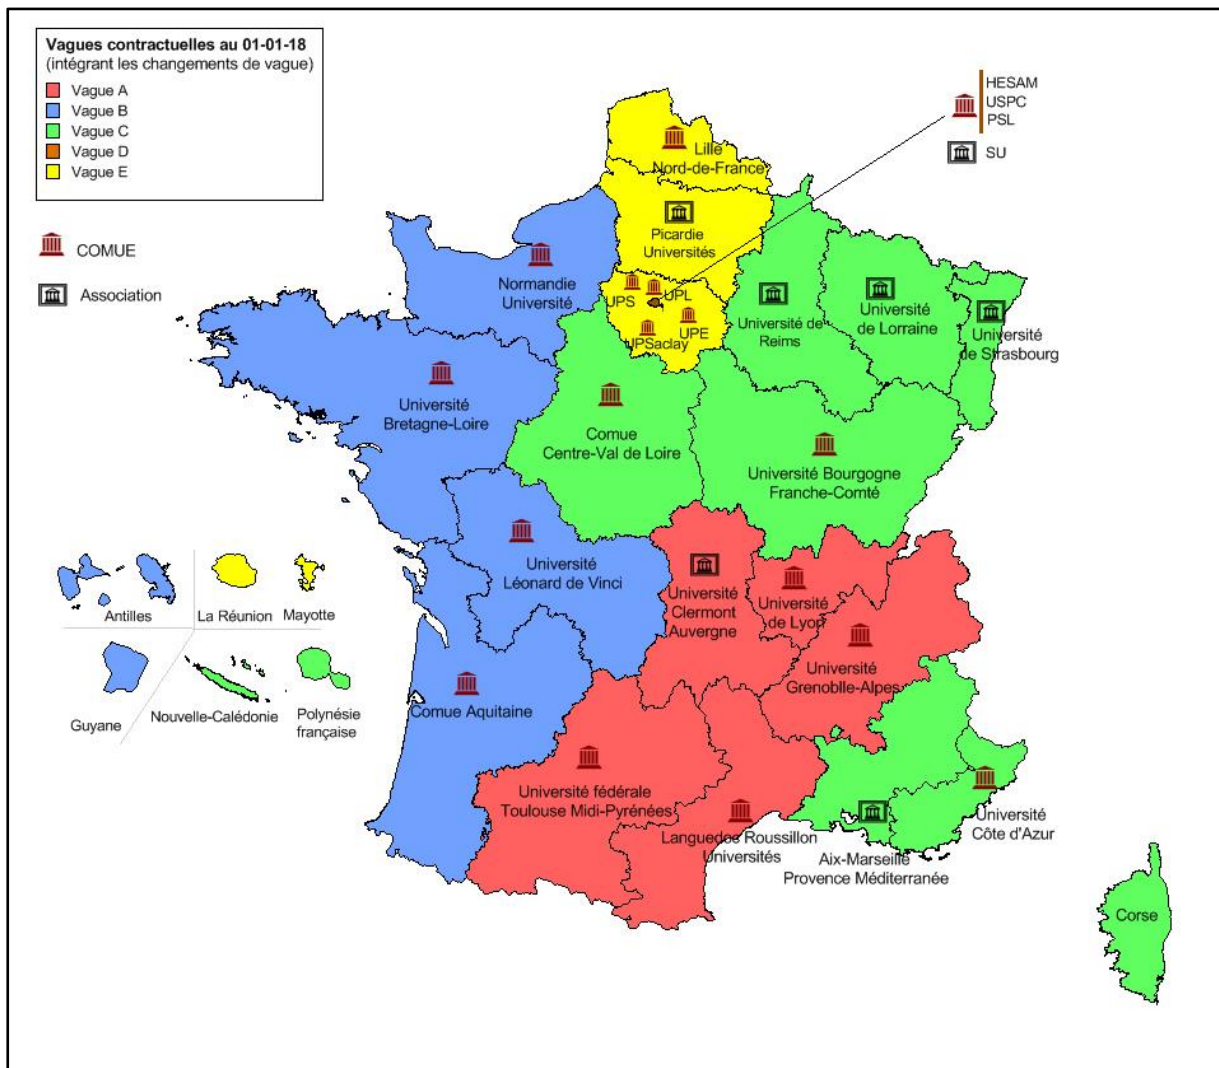 Vagues contractuelles au 01-01-18
(intégrant les changements de vague)
Vague A
Vague B
Vague C
Vague D
Vague E
COMUE
Association
HESAM
USPC
PSL
SU
Lille
Nord-de-France
Picardie
Universités
Normandie
Université
UPS
UPL
UPE
UPSaclay
Université de
Reims
Université
de Lorraine
Université
de Strasbourg
Université
Bretagne-Loire
Comue
Centre-Val de Loire
Université Bourgogne
Franche-Comté
Université
Léonard de Vinci
Université
Clermont
Auvergne
Université
de Lyon
Université
Grenoblle-Alpes
Antilles
La Réunion
Mayotte
Guyane
Nouvelle-Calédonie
Polynésie
française
Comue Aquitaine
Université fédérale
Toulouse Midi-Pyrénées
Languedos Roussillon
Universités
Aix-Marseille
Provence Méditerranée
Université
Côte d'Azur
Corse